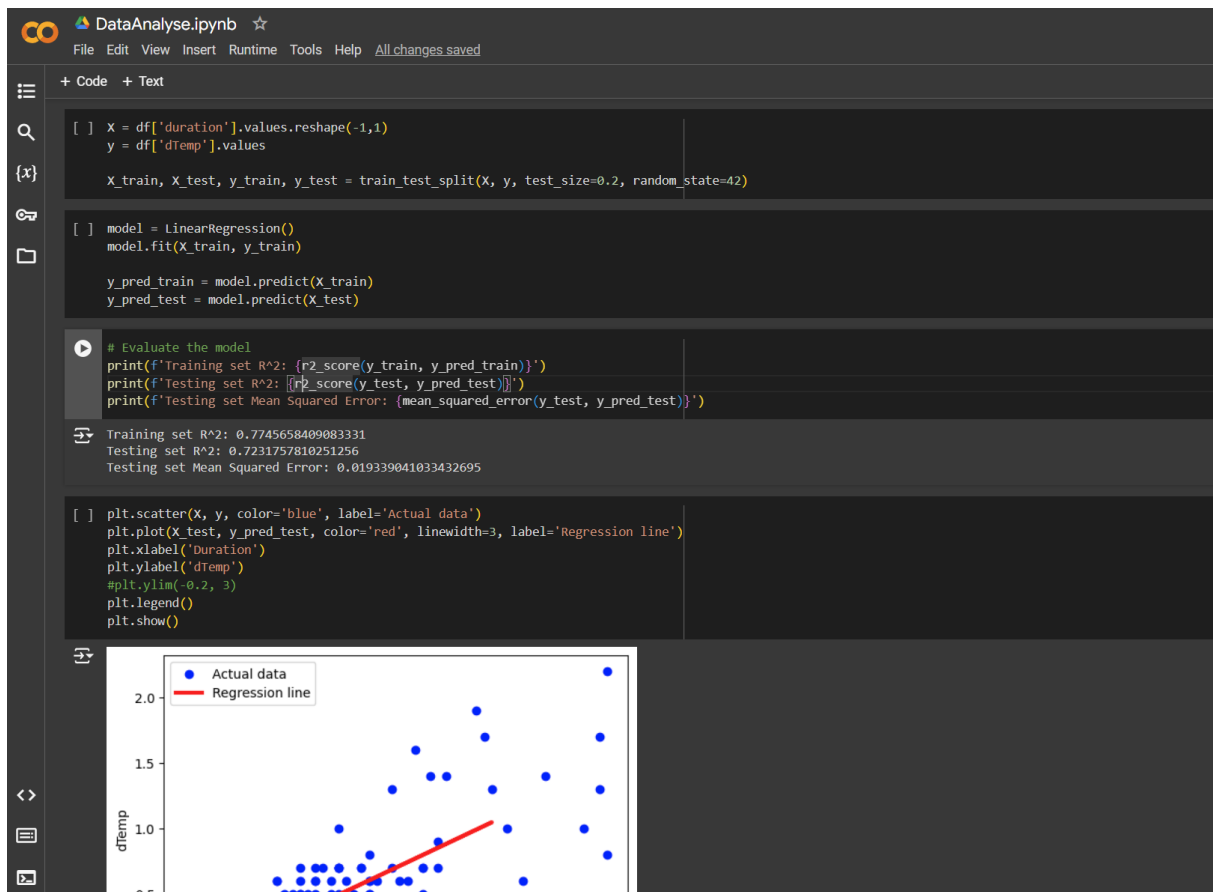 DataAnalyse.ipynb
File Edit View Insert Runtime Tools Help All changes saved
+ Code + Text
{x}
[ ] X = df['duration'].values.reshape(-1,1)
y = df['dTemp'].values
X_train, X_test, y_train, y_test = train_test_split(X, y, test_size=0.2, random_state=42)
[ ] model = LinearRegression()
model.fit(X_train, y_train)
y_pred_train = model.predict(X_train)
y_pred_test = model.predict(X_test)
# Evaluate the model
print(f'Training set R^2: {r2_score(y_train, y_pred_train)}')
print(f'Testing set R^2: {r2_score(y_test, y_pred_test)}')
print(f'Testing set Mean Squared Error: {mean_squared_error(y_test, y_pred_test)}')
Training set R^2: 0.7745658409083331
Testing set R^2: 0.7231757810251256
Testing set Mean Squared Error: 0.019339041033432695
[ ] plt.scatter(X, y, color='blue', label='Actual data')
plt.plot(X_test, y_pred_test, color='red', linewidth=3, label='Regression line')
plt.xlabel('Duration')
plt.ylabel('dTemp')
#plt.ylim(-0.2, 3)
plt.legend()
plt.show()
Actual data
Regression line
2.0
1.5
1.0
dTemp